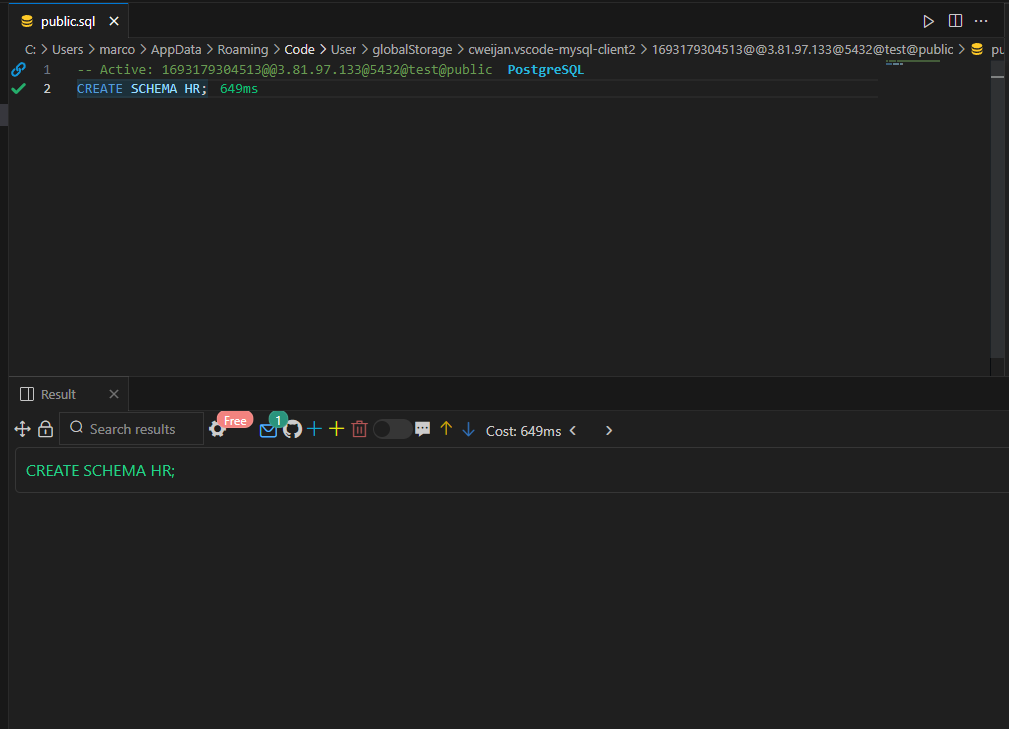 public.sql
C: > Users > marco > AppData > Roaming > Code > User > globalStorage > cweijan.vscode-mysql-client2 > 1693179304513@@3.81.97.133@5432@test@public > pu
1 -- Active: 1693179304513@@3.81.97.133@5432@test@public PostgreSQL
2 CREATE SCHEMA HR; 649ms
Result
Search results Free 1 Cost: 649ms
CREATE SCHEMA HR;